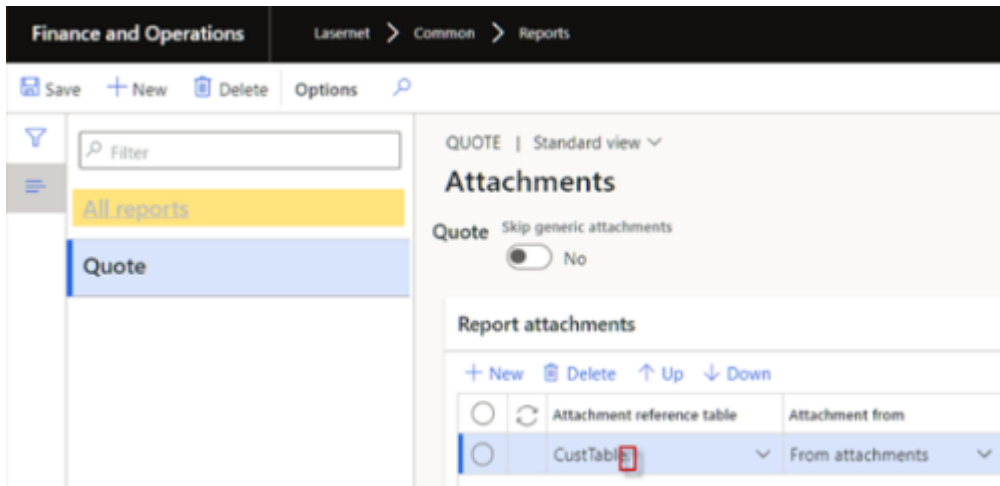 Finance and Operations Lasernet > Common > Reports
Save + New Delete Options
Filter
QUOTE | Standard view
Attachments
All reports
Quote Skip generic attachments
No
Quote
Report attachments
+ New Delete ↑ Up ↓ Down
Attachment reference table Attachment from
CustTable From attachments